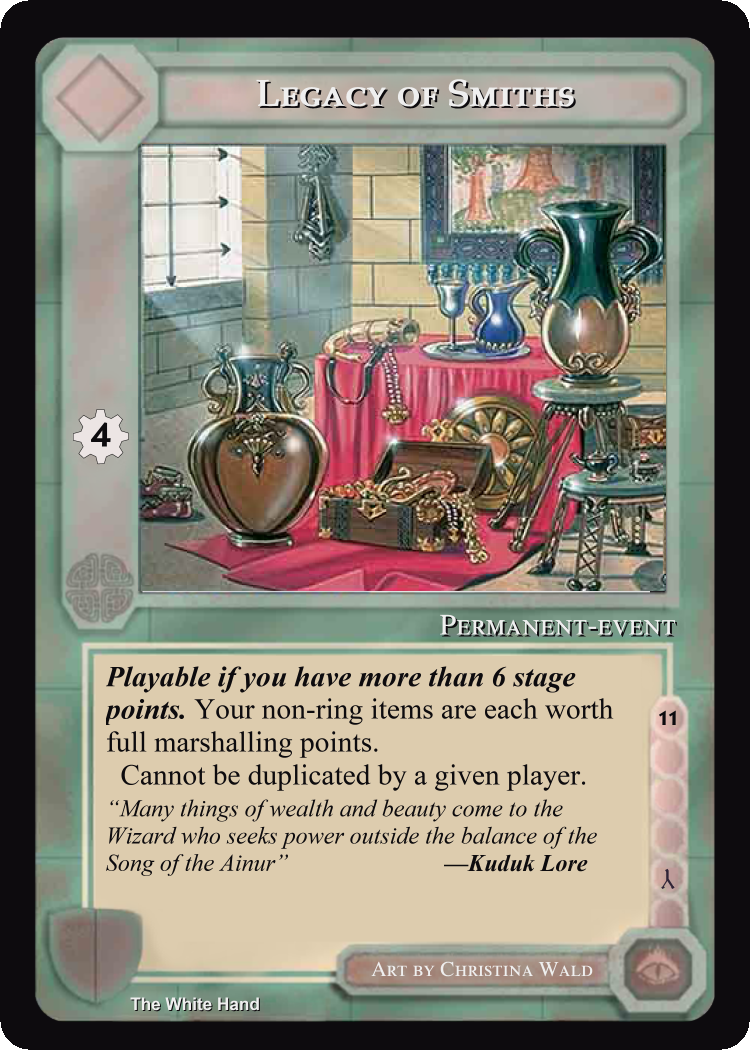 Legacy of Smiths
4
Permanent-event
Playable if you have more than 6 stage
points. Your non-ring items are each worth
full marshalling points.
Cannot be duplicated by a given player.
“Many things of wealth and beauty come to the
Wizard who seeks power outside the balance of the
Song of the Ainur” —Kuduk Lore
11
Art by Christina Wald
The White Hand